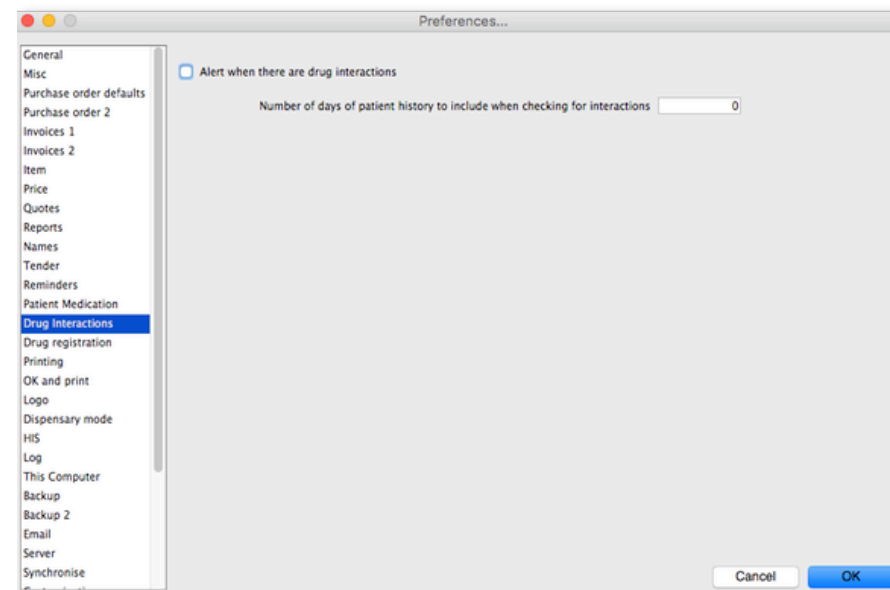 Preferences...
General
Misc
Purchase order defaults
Purchase order 2
Invoices 1
Invoices 2
Item
Price
Quotes
Reports
Names
Tender
Reminders
Patient Medication
Drug Interactions
Drug registration
Printing
OK and print
Logo
Dispensary mode
HIS
Log
This Computer
Backup
Backup 2
Email
Server
Synchronise
Alert when there are drug interactions
Number of days of patient history to include when checking for interactions 0
Cancel OK